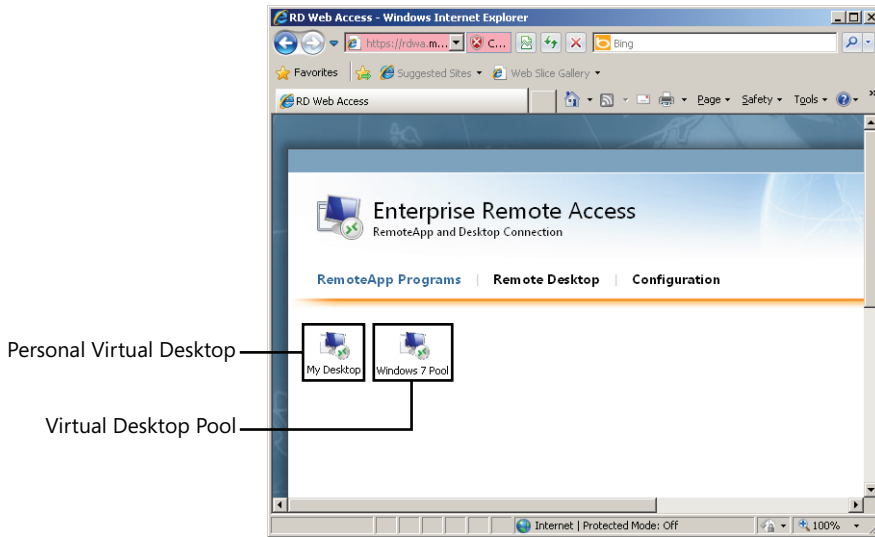 RD Web Access - Windows Internet Explorer
https://rdwa.m... C... Bing
Favorites Suggested Sites Web Slice Gallery
RD Web Access Page Safety Tools »
Enterprise Remote Access
RemoteApp and Desktop Connection
RemoteApp Programs | Remote Desktop | Configuration
Personal Virtual Desktop
My Desktop Windows 7 Pool
Virtual Desktop Pool
Internet | Protected Mode: Off 100%